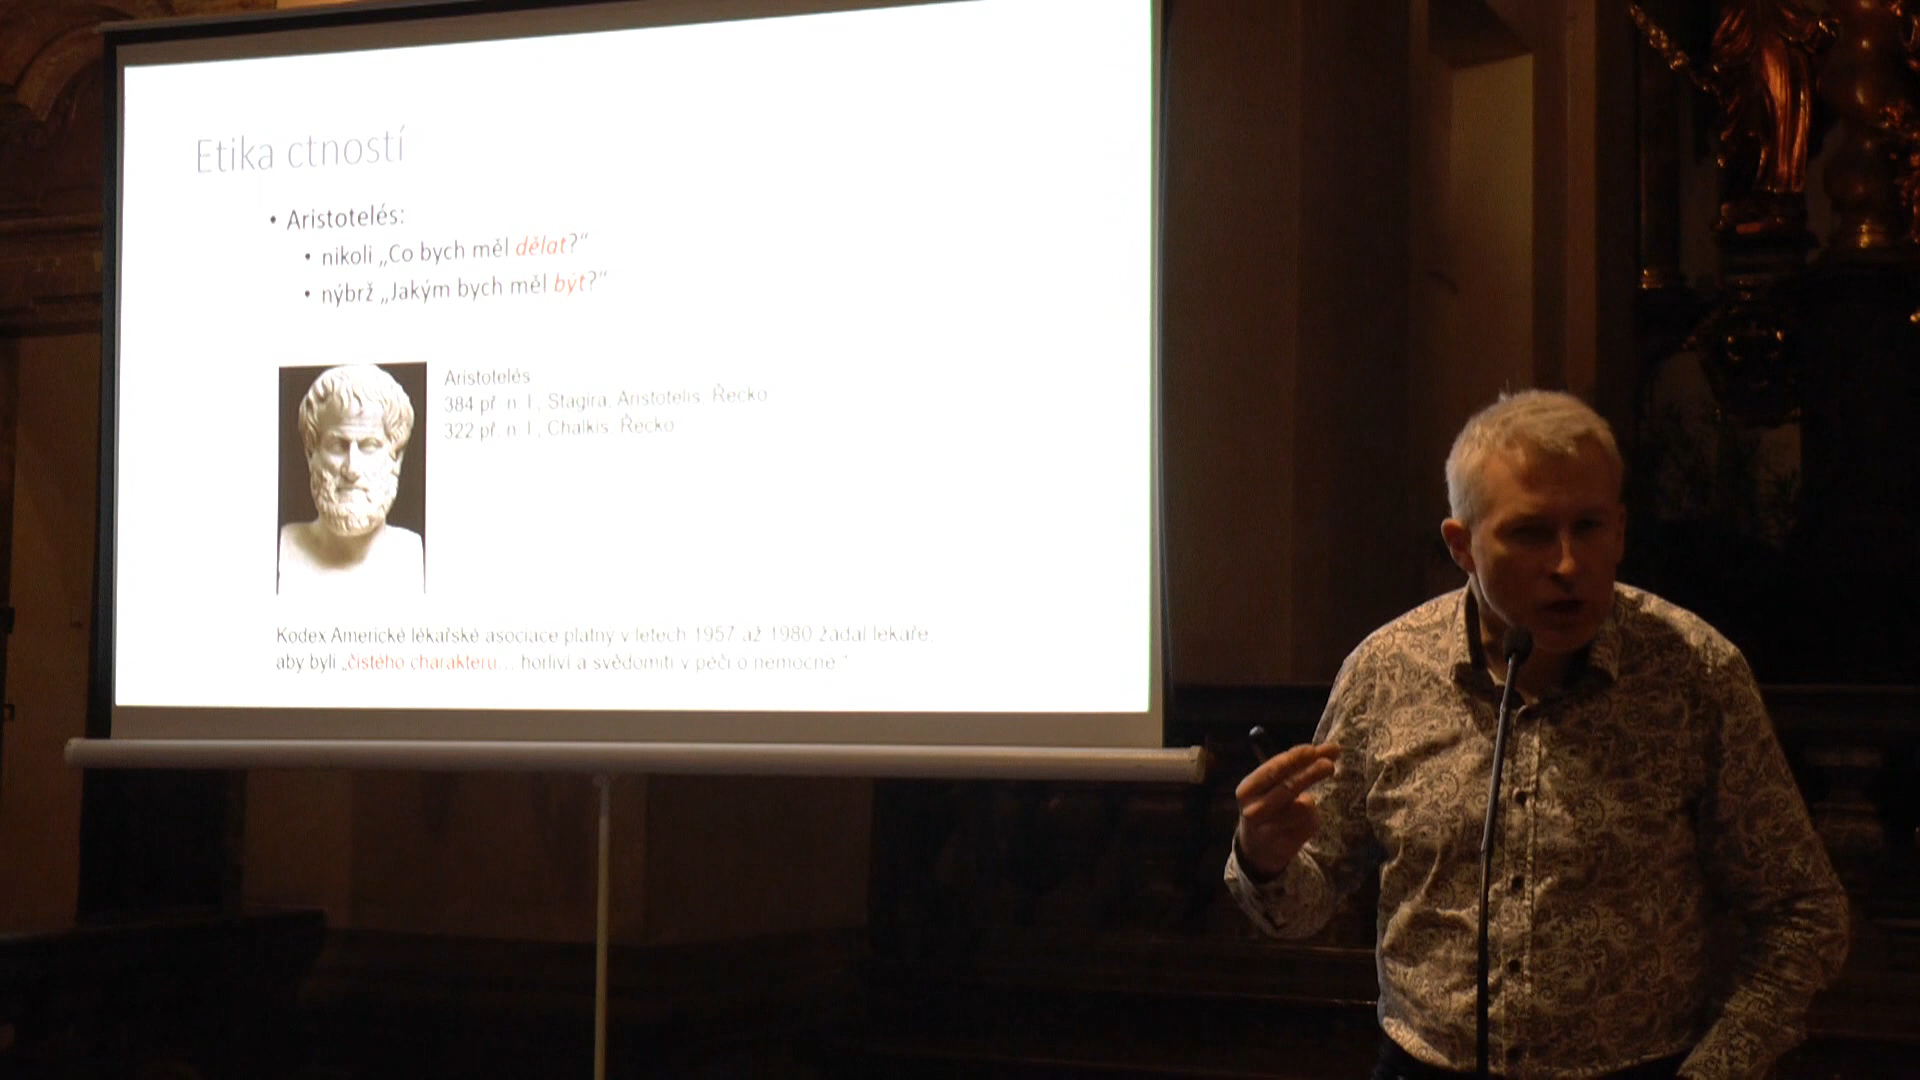 Etika ctností
• Aristotelés:
• nikoli „Co bych měl dělat?“
• nýbrž „Jakým bych měl být?“
Aristotelés
384 př. n. l., Stagira, Aristotelis, Řecko
322 př. n. l., Chalkis, Řecko
Kodex Americké lékařské asociace platný v letech 1957 až 1980 žádal lékaře,
aby byli „čistého charakteru... horliví a svědomití v péči o nemocné.“